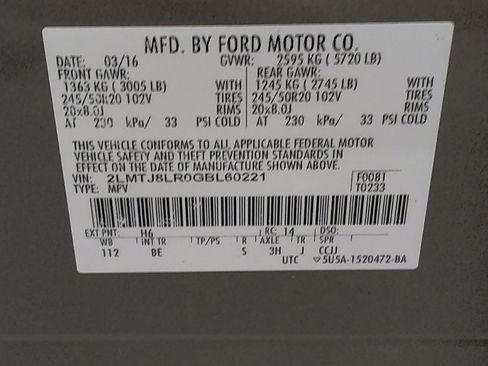 MFD. BY FORD MOTOR CO.
DATE: 03/16 GVWR: 2595 KG ( 5720 LB)
FRONT GAWR: REAR GAWR:
1363 KG ( 3005 LB) WITH 1245 KG ( 2745 LB) WITH
245/50R20 102V TIRES 245/50R20 102V TIRES
20x8.0J RIMS 20x8.0J RIMS
AT 230 kPa/ 33 PSI COLD AT 230 kPa/ 33 PSI COLD
THIS VEHICLE CONFORMS TO ALL APPLICABLE FEDERAL MOTOR
VEHICLE SAFETY AND THEFT PREVENTION STANDARDS IN
EFFECT ON THE DATE OF MANUFACTURE SHOWN ABOVE.
VIN: 2LMTJ8LR0GBL60221 F0081
TYPE: MPV T0233
EXT PNT: H6 RC: 14 DSO:
WB INT TR TP/PS R AXLE TR SPR
112 BE S 3H J CCJJ
UTC ▽5U5A-1520472-BA